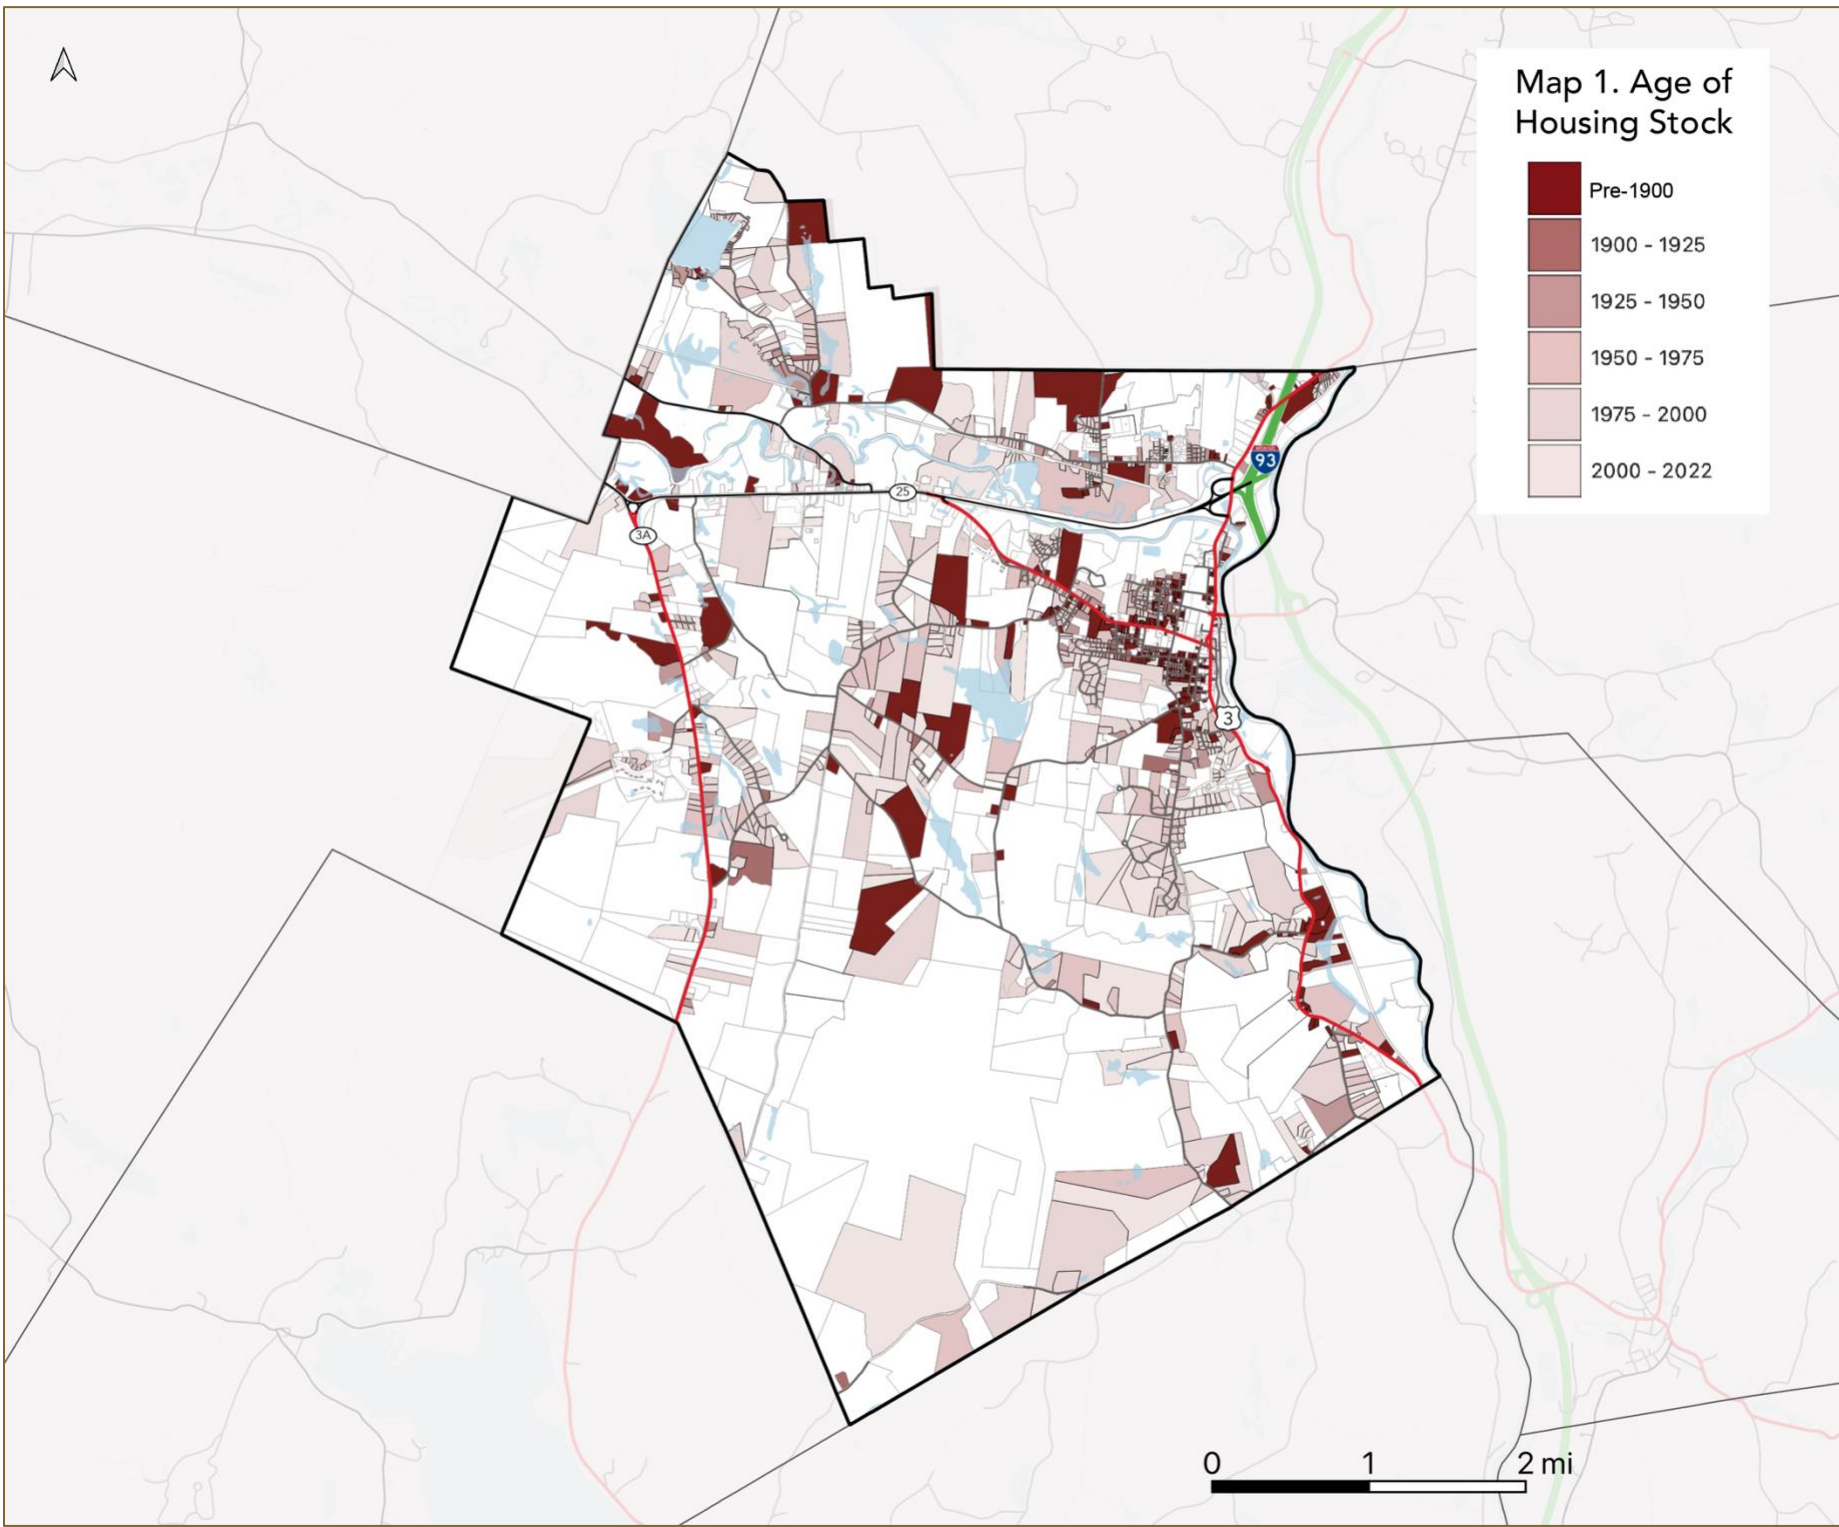 Map 1. Age of
Housing Stock
Pre-1900
1900 - 1925
1925 - 1950
1950 - 1975
1975 - 2000
2000 - 2022
93
25
3A
3
0 1 2 mi